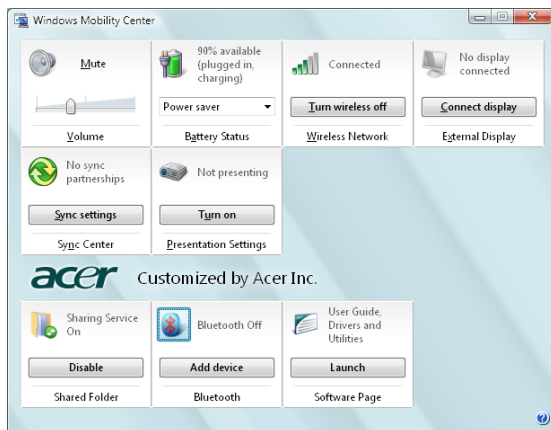 Windows Mobility Center
Mute
Volume
90% available
(plugged in,
charging)
Power saver
Battery Status
Connected
Turn wireless off
Wireless Network
No display
connected
Connect display
External Display
No sync
partnerships
Sync settings
Sync Center
Not presenting
Turn on
Presentation Settings
acer Customized by Acer Inc.
Sharing Service
On
Disable
Shared Folder
Bluetooth Off
Add device
Bluetooth
User Guide,
Drivers and
Utilities
Launch
Software Page